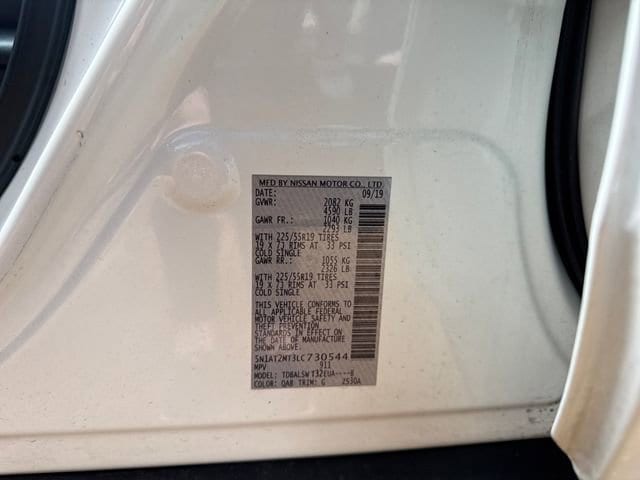 MFD BY NISSAN MOTOR CO., LTD.
DATE: 09/19
GVWR: 2082 KG
4590 LB
GAWR FR.: 1040 KG
2293 LB
WITH 225/55R19 TIRES
19 X 7J RIMS AT 33 PSI
COLD SINGLE
GAWR RR.: 1055 KG
2326 LB
WITH 225/55R19 TIRES
19 X 7J RIMS AT 33 PSI
COLD SINGLE
THIS VEHICLE CONFORMS TO
ALL APPLICABLE FEDERAL
MOTOR VEHICLE SAFETY AND
THEFT PREVENTION
STANDARDS IN EFFECT ON
THE DATE OF MANUFACTURE
SHOWN ABOVE.
5N1AT2MT3LC730544
MPV 911
MODEL: TDBALSWT32EUA----B
COLOR: QAB TRIM: G 2530A